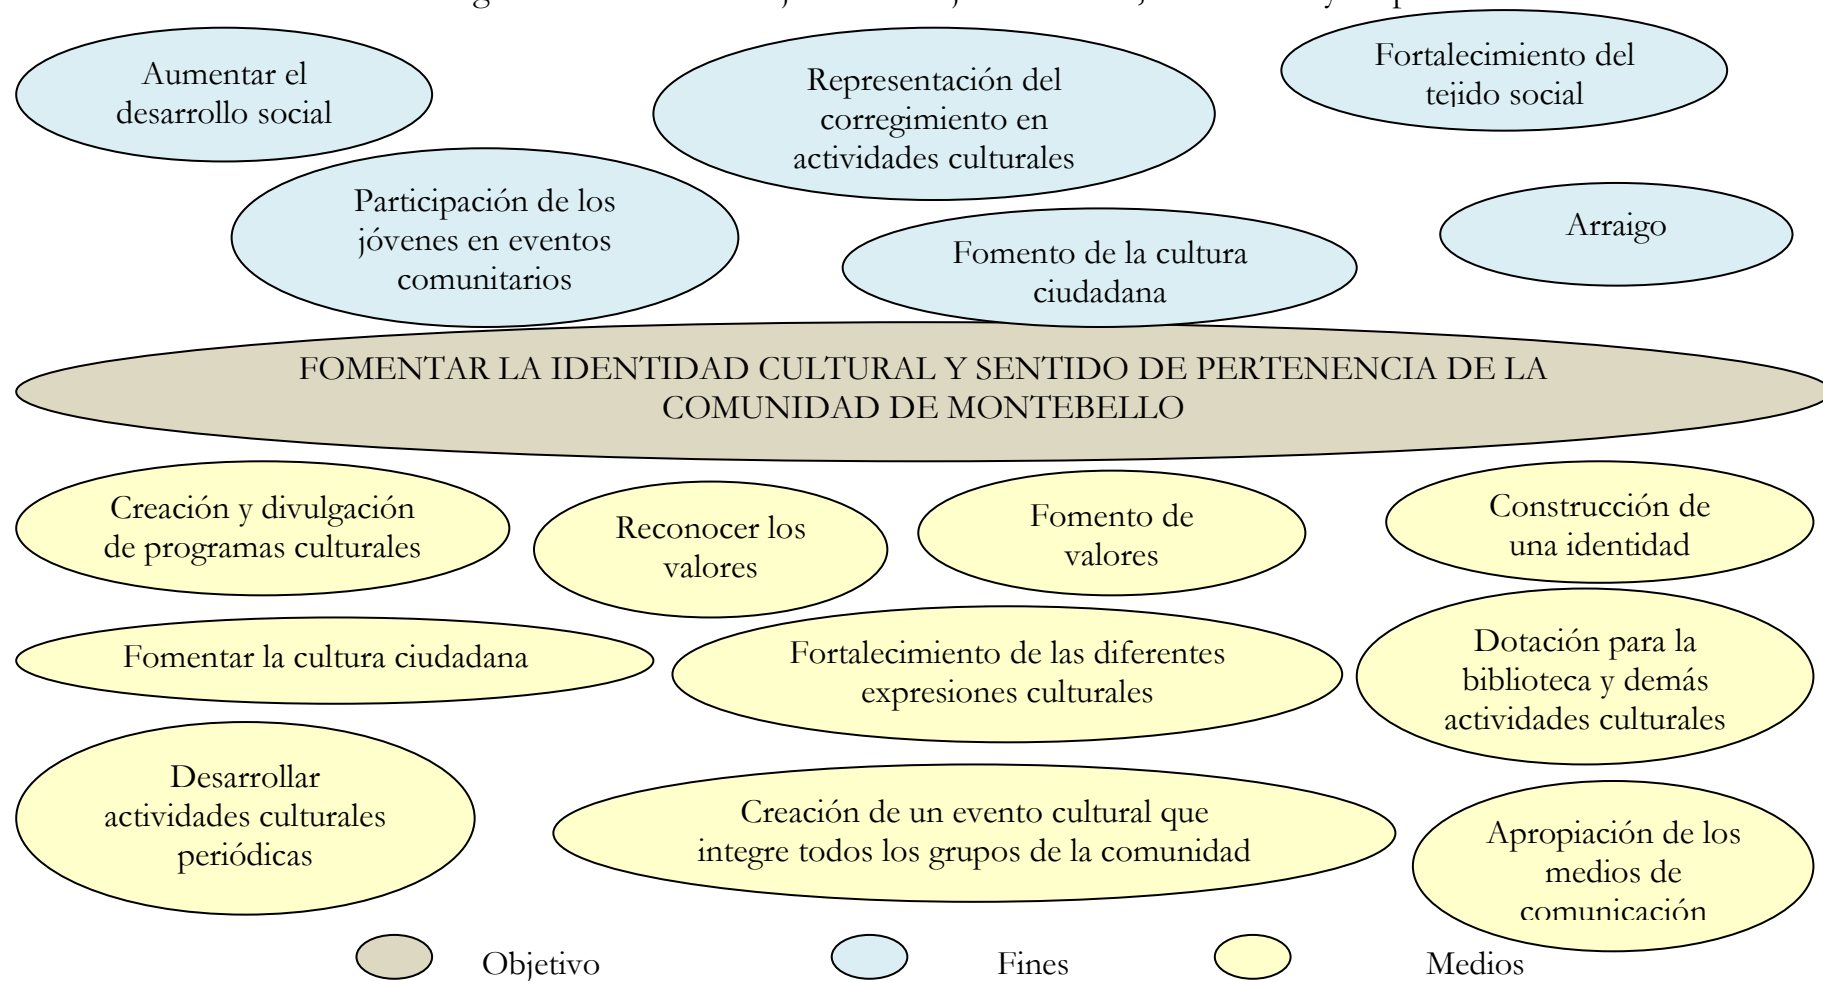 Aumentar el
desarrollo social
Representación del
corregimiento en
actividades culturales
Fortalecimiento del
tejido social
Participación de los
jóvenes en eventos
comunitarios
Fomento de la cultura
ciudadana
Arraigo
FOMENTAR LA IDENTIDAD CULTURAL Y SENTIDO DE PERTENENCIA DE LA
COMUNIDAD DE MONTEBELLO
Creación y divulgación
de programas culturales
Reconocer los
valores
Fomento de
valores
Construcción de
una identidad
Fomentar la cultura ciudadana
Fortalecimiento de las diferentes
expresiones culturales
Dotación para la
biblioteca y demás
actividades culturales
Desarrollar
actividades culturales
periódicas
Creación de un evento cultural que
integre todos los grupos de la comunidad
Apropiación de los
medios de
comunicación
Objetivo
Fines
Medios